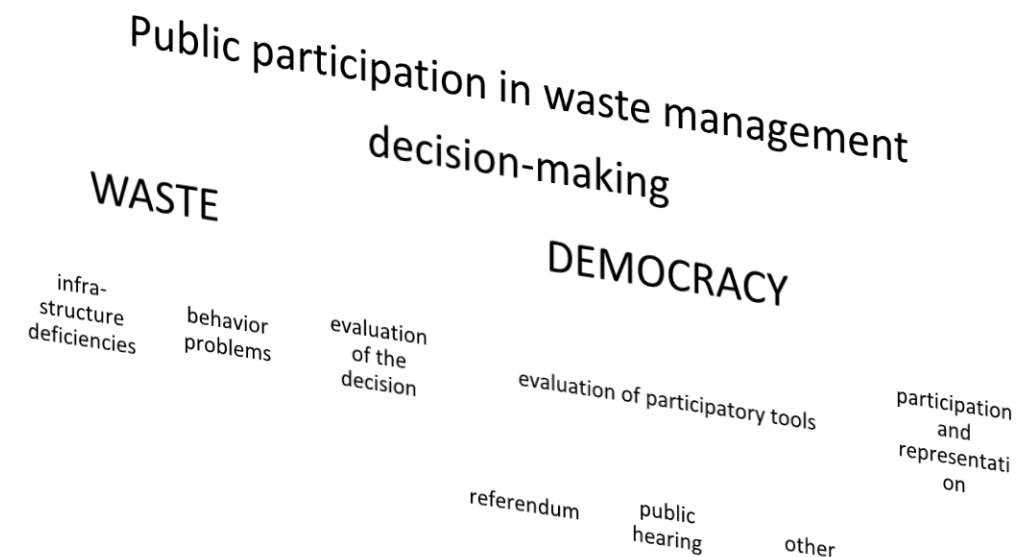 Public participation in waste management
decision-making
WASTE
DEMOCRACY
infra-
structure
deficiencies
behavior
problems
evaluation
of the
decision
evaluation of participatory tools
participation
and
representati
on
referendum
public
hearing
other